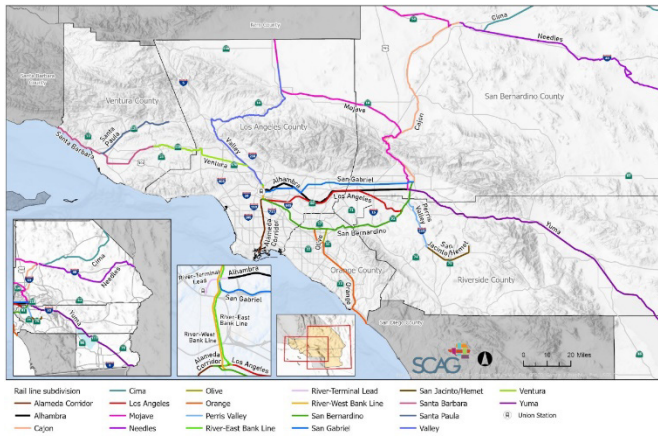 Kern County
Cima
Needles
Santa Barbara
County
Ventura County
Los Angeles County
San Bernardino County
Mojave
Cajon
Santa
Paula
Santa Barbara
Ventura
Valley
Alhambra
San Gabriel
Los Angeles
Perris
Valley
Yuma
Alameda
Corridor
Olive
San Bernardino
San
Jacinto/Hemet
Riverside County
Orange County
Orange
San Diego County
Cima
Needles
Yuma
River-Terminal
Lead
Alhambra
San Gabriel
River-East
Bank Line
River-West
Bank Line
Alameda
Corridor
Los Angeles
SCAG
0 5 10 20 Miles
Rail line subdivision
Alameda Corridor
Alhambra
Cajon
Cima
Los Angeles
Mojave
Needles
Olive
Orange
Perris Valley
River-East Bank Line
River-Terminal Lead
River-West Bank Line
San Bernardino
San Gabriel
San Jacinto/Hemet
Santa Barbara
Santa Paula
Valley
Ventura
Yuma
Union Station